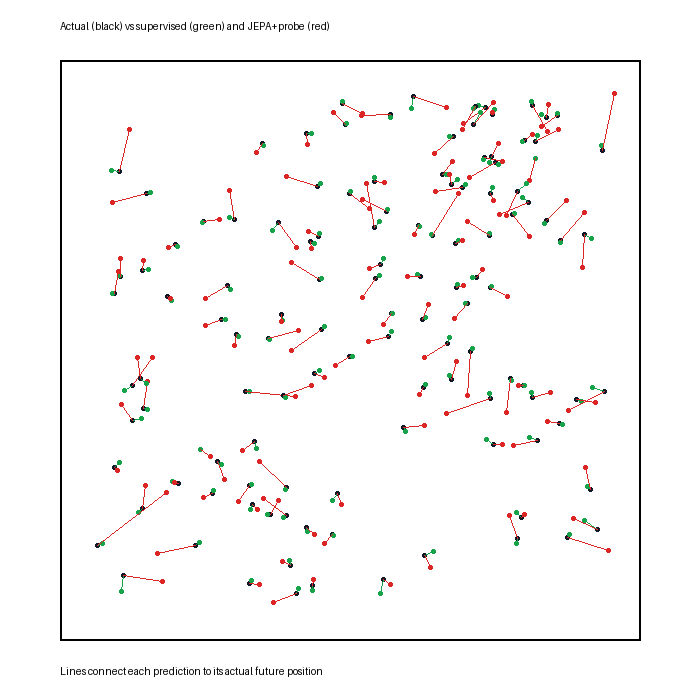 Actual (black) vs supervised (green) and JEPA+probe (red)
Lines connect each prediction to its actual future position